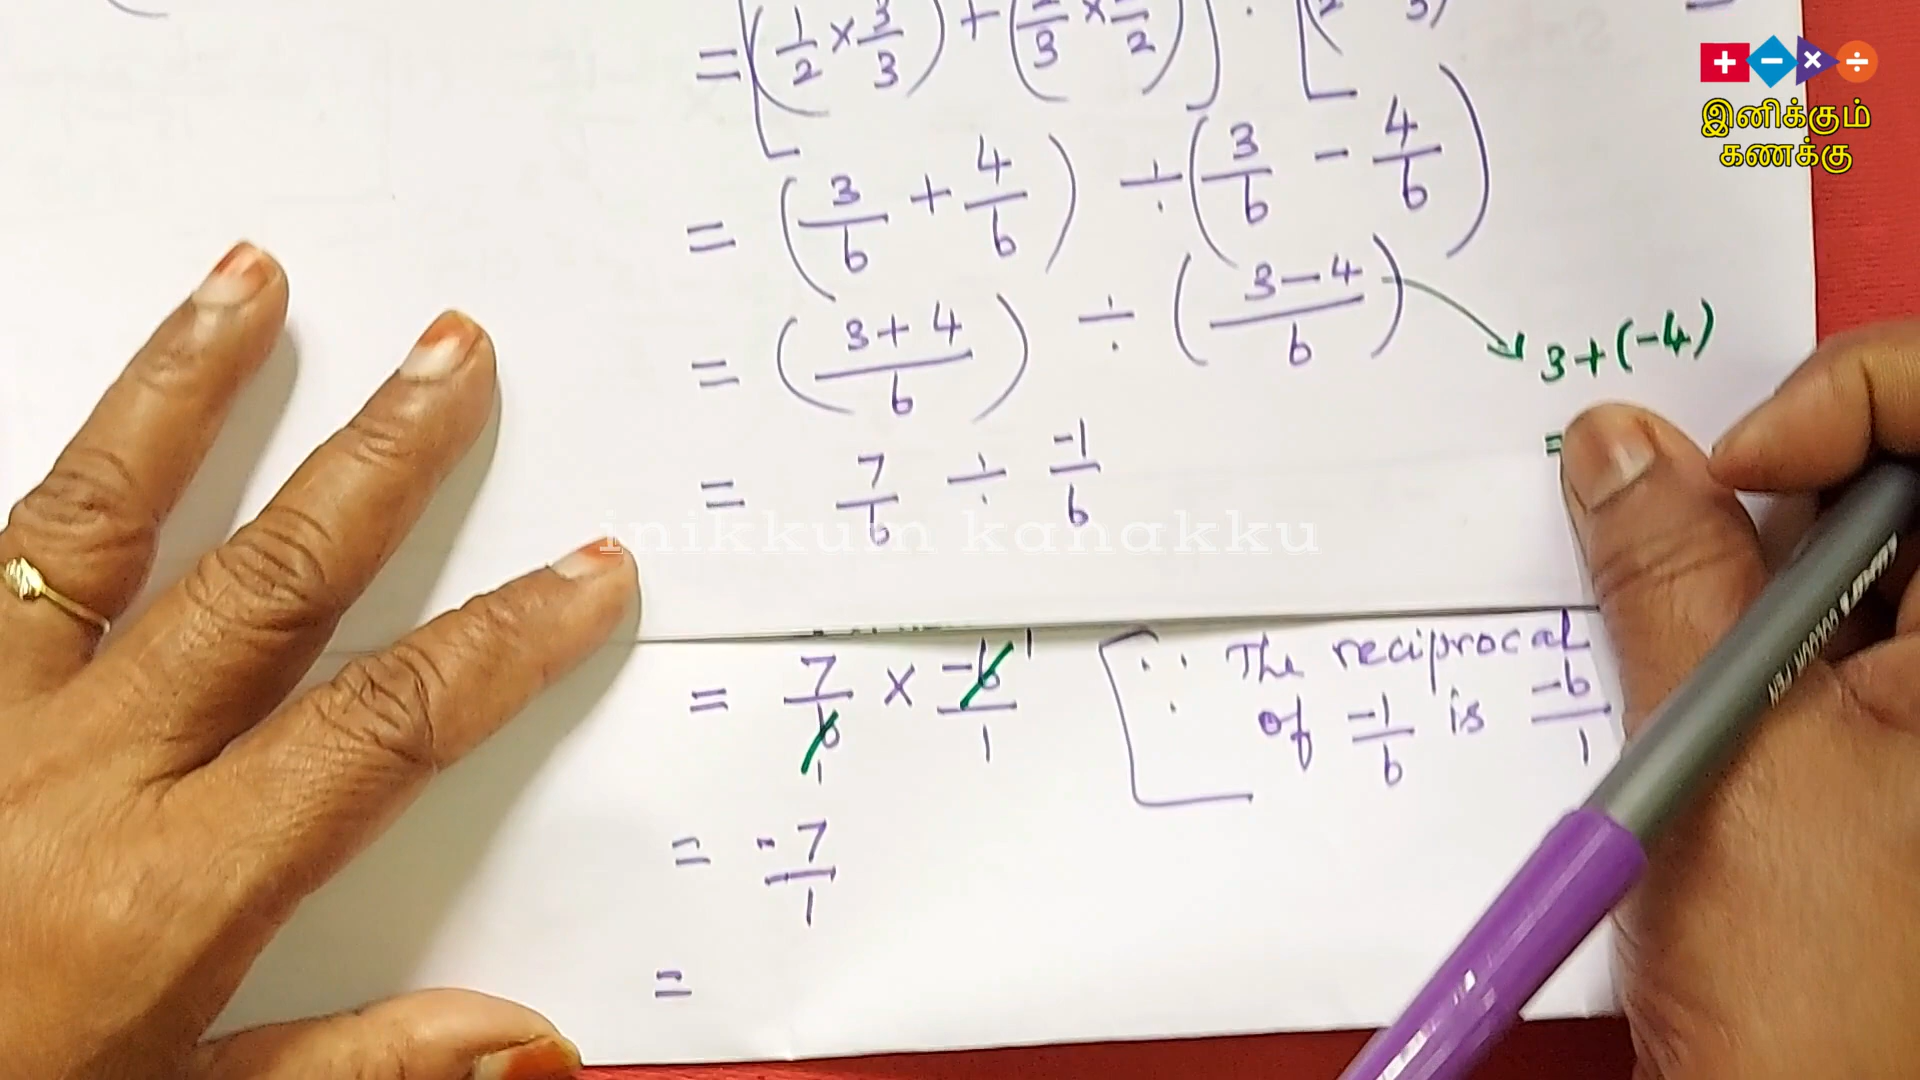 = [(1/2 × 3/3) + (2/3 × 2/2)] ÷ [
= (3/6 + 4/6) ÷ (3/6 - 4/6)
= (3+4/6) ÷ (3-4/6) → 3+(-4)
= 7/6 ÷ -1/6 =
= 7/6 × -6/1 [∵ The reciprocal
of -1/6 is -6/1
= -7/1
=
இனிக்கும்
கணக்கு
inikkum kanakku